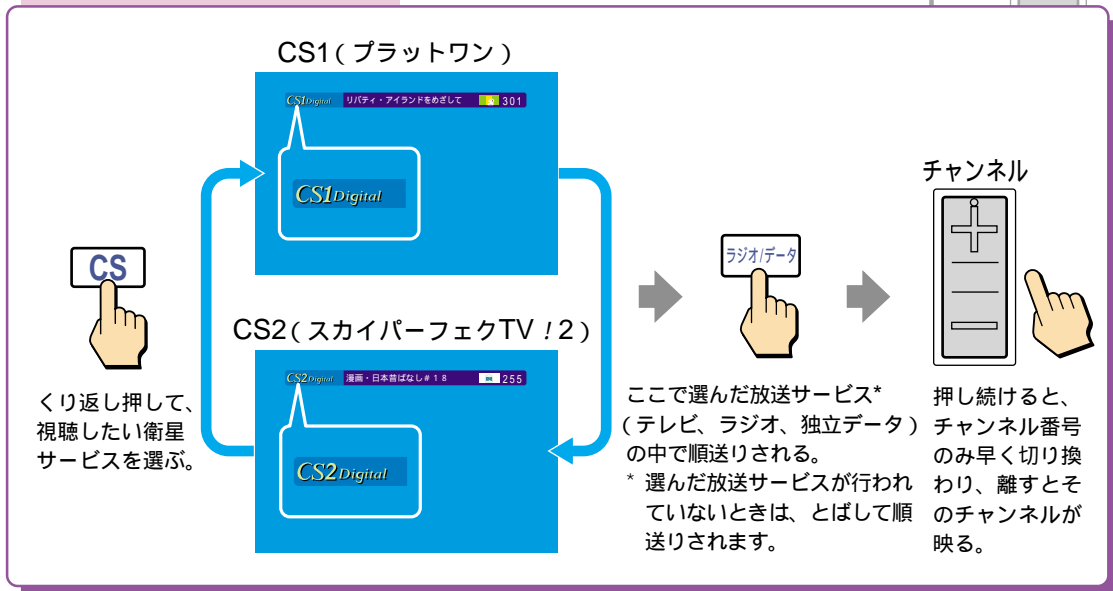 CS1(プラットワン)
CS1Digital リバティ・アイランドをめざして 301
CS1Digital
CS
くり返し押して、
視聴したい衛星
サービスを選ぶ。
CS2(スカイパーフェクTV!2)
CS2Digital 漫画・日本昔ばなし#18 255
CS2Digital
ラジオ/データ
ここで選んだ放送サービス*
(テレビ、ラジオ、独立データ)
の中で順送りされる。
* 選んだ放送サービスが行われ
ていないときは、とばして順
送りされます。
チャンネル
押し続けると、
チャンネル番号
のみ早く切り換
わり、離すとそ
のチャンネルが
映る。